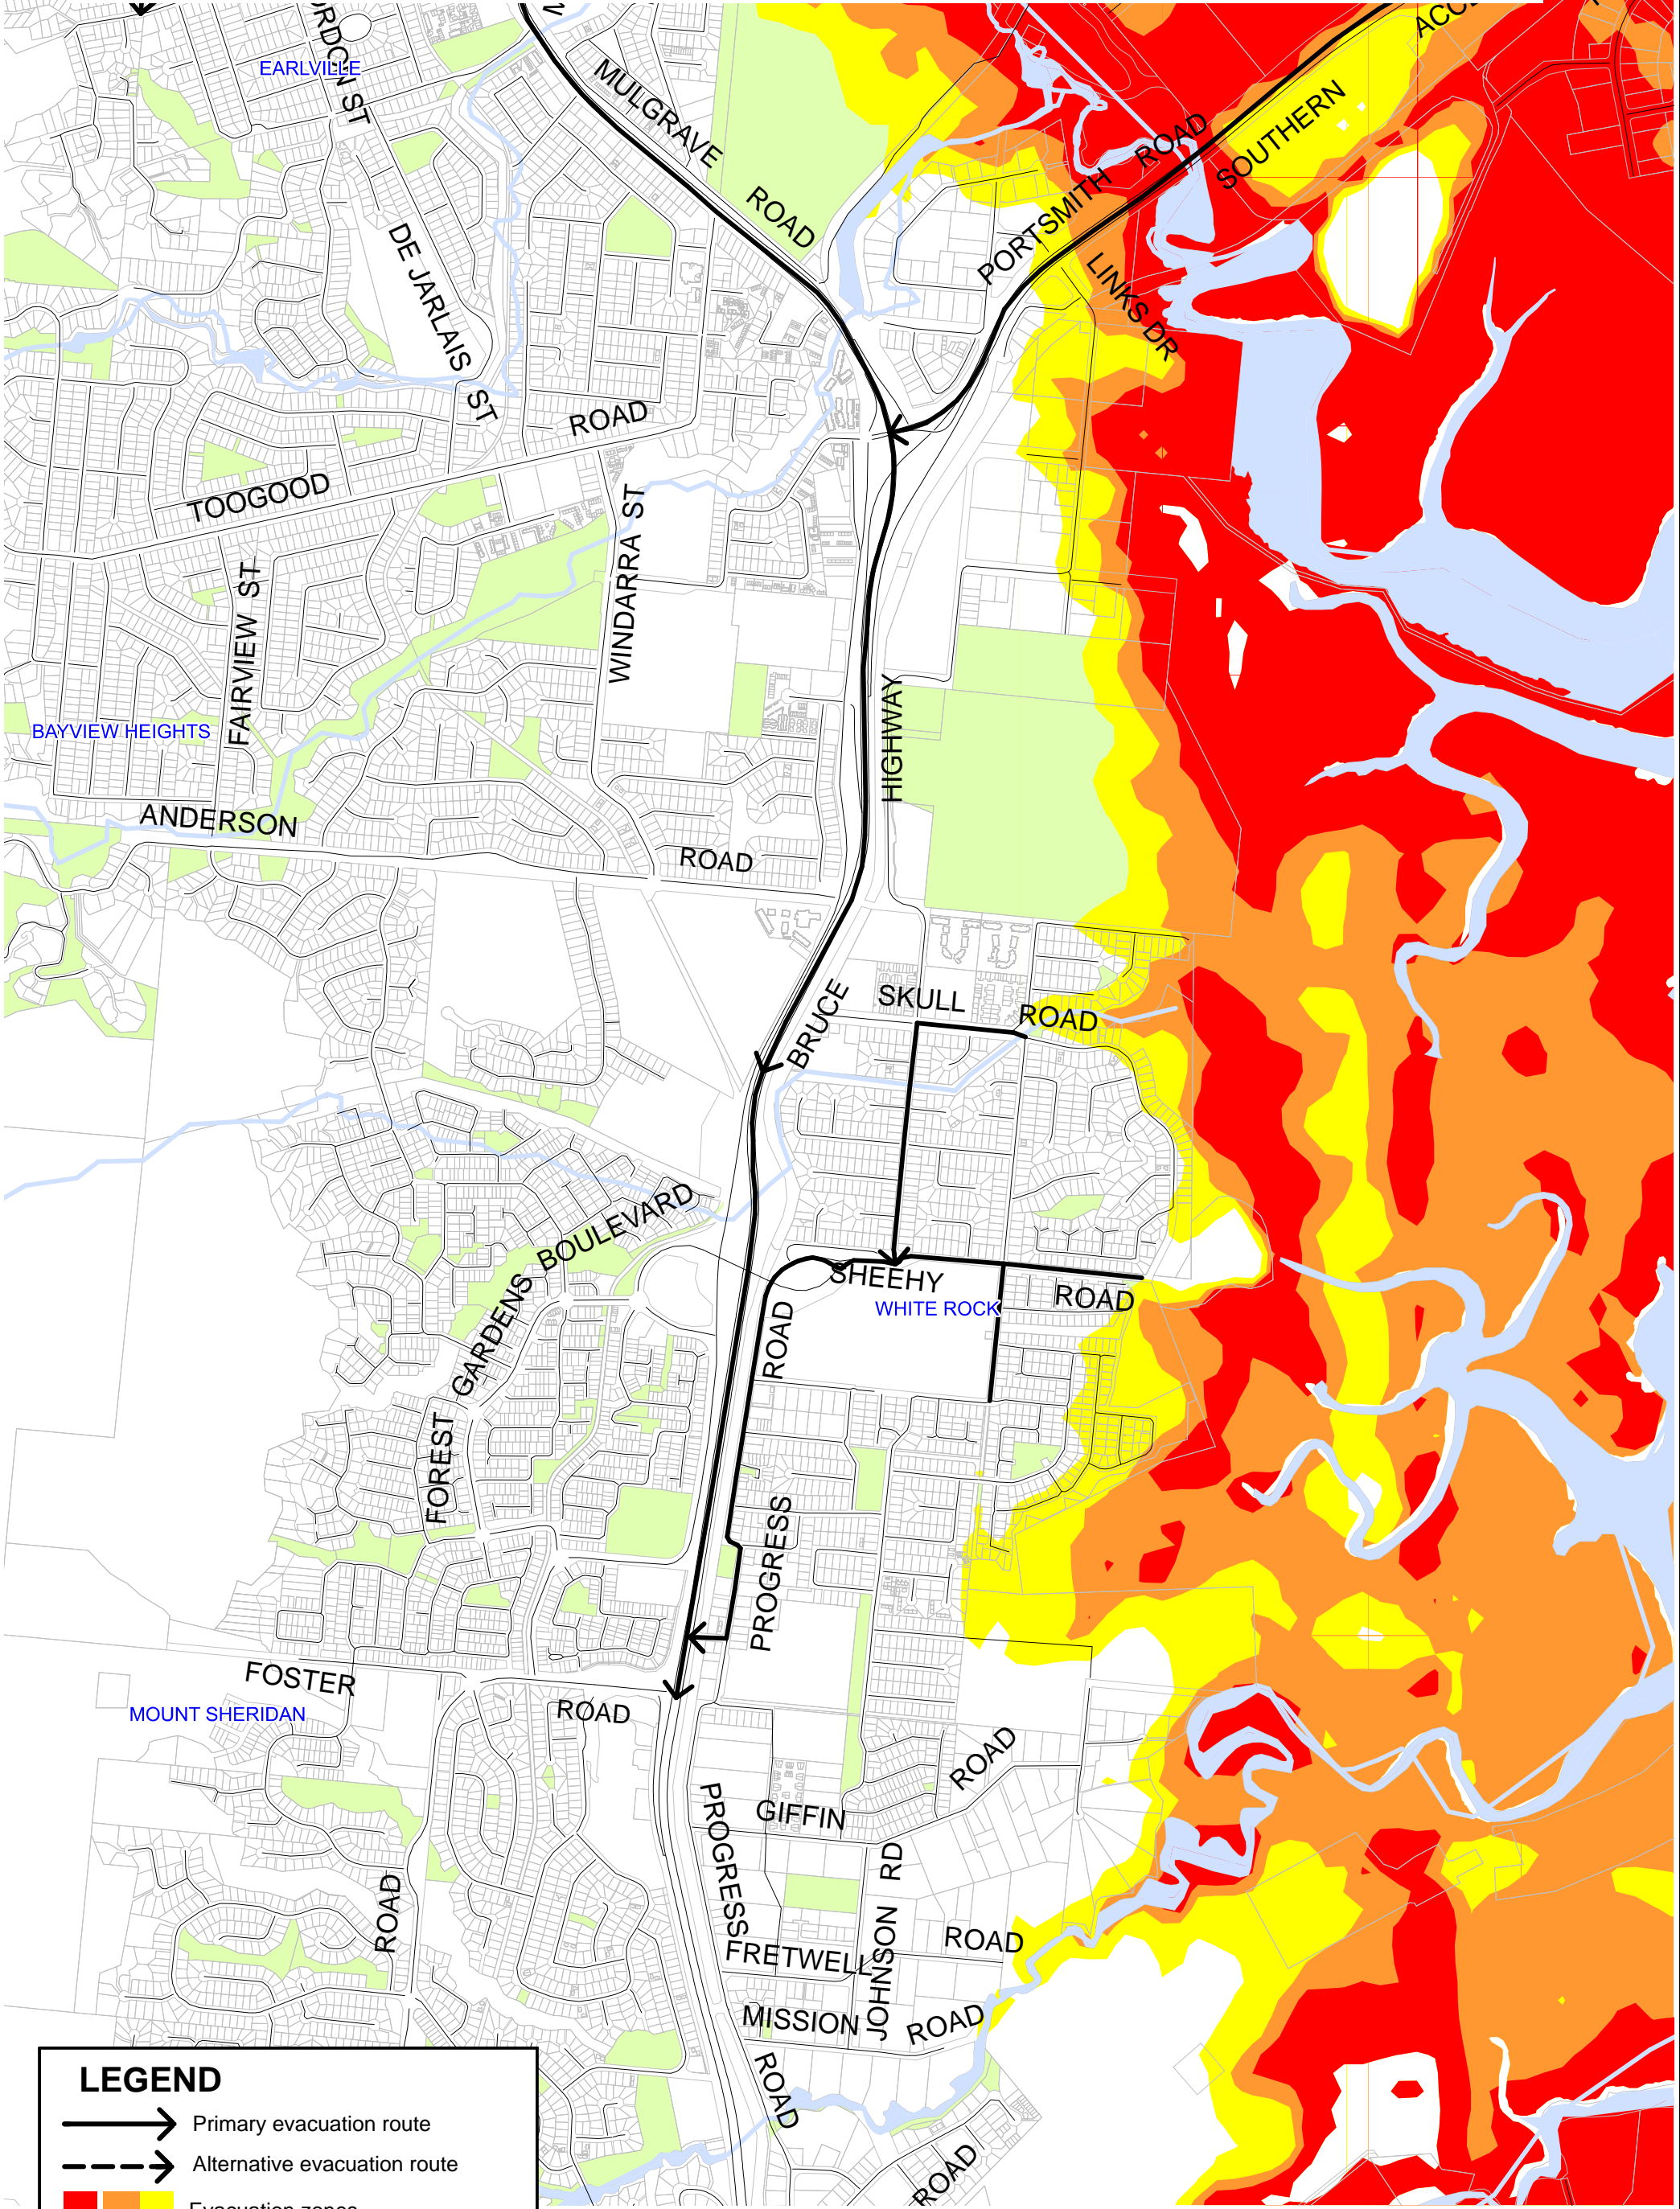 EARLVILLE
MULGRAVE
ROAD
PORTSMITH
ROAD
SOUTHERN
LINKS DR
DE JARLAIS ST
TOOGOOD
ROAD
WINDARRA ST
FAIRVIEW ST
BAYVIEW HEIGHTS
HIGHWAY
ANDERSON
ROAD
BRUCE
SKULL
ROAD
FOREST
GARDENS
BOULEVARD
SHEEHY
ROAD
WHITE ROCK
ROAD
PROGRESS
FOSTER
ROAD
MOUNT SHERIDAN
ROAD
PROGRESS
GIFFIN
ROAD
JOHNSON RD
FRETWELL
ROAD
MISSION
ROAD
ROAD
ROAD
LEGEND
Primary evacuation route
Alternative evacuation route
Evacuation zones